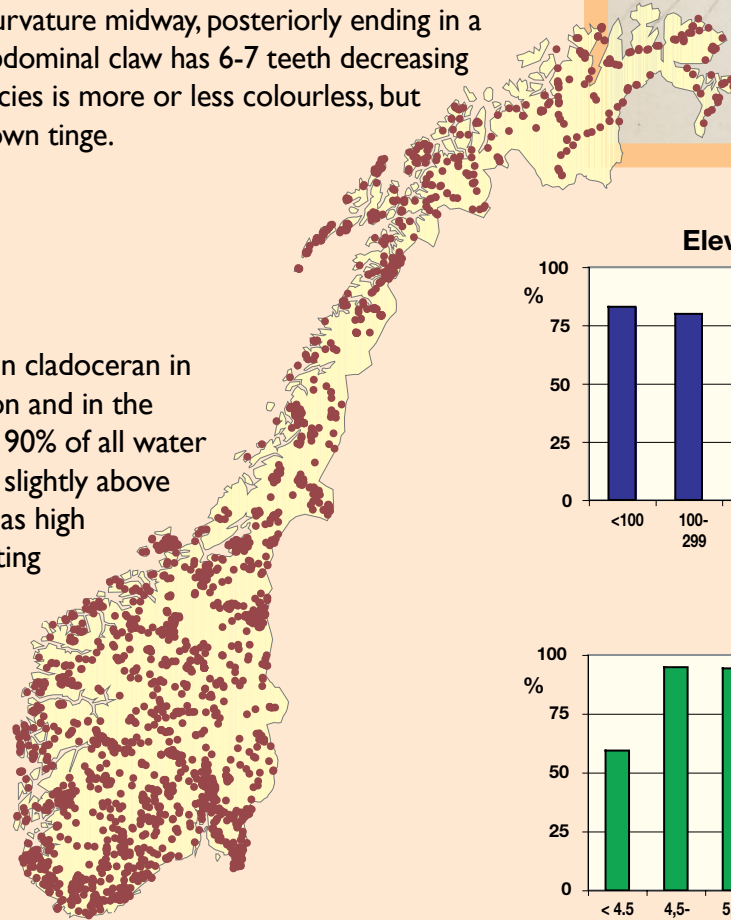 urvature midway, posteriorly ending in a
odominal claw has 6-7 teeth decreasing
cies is more or less colourless, but
own tinge.
n cladoceran in
on and in the
90% of all water
slightly above
as high
ting
Elev
100
%
75
50
25
0
<100
100-
299
100
%
75
50
25
0
< 4.5
4,5-
5